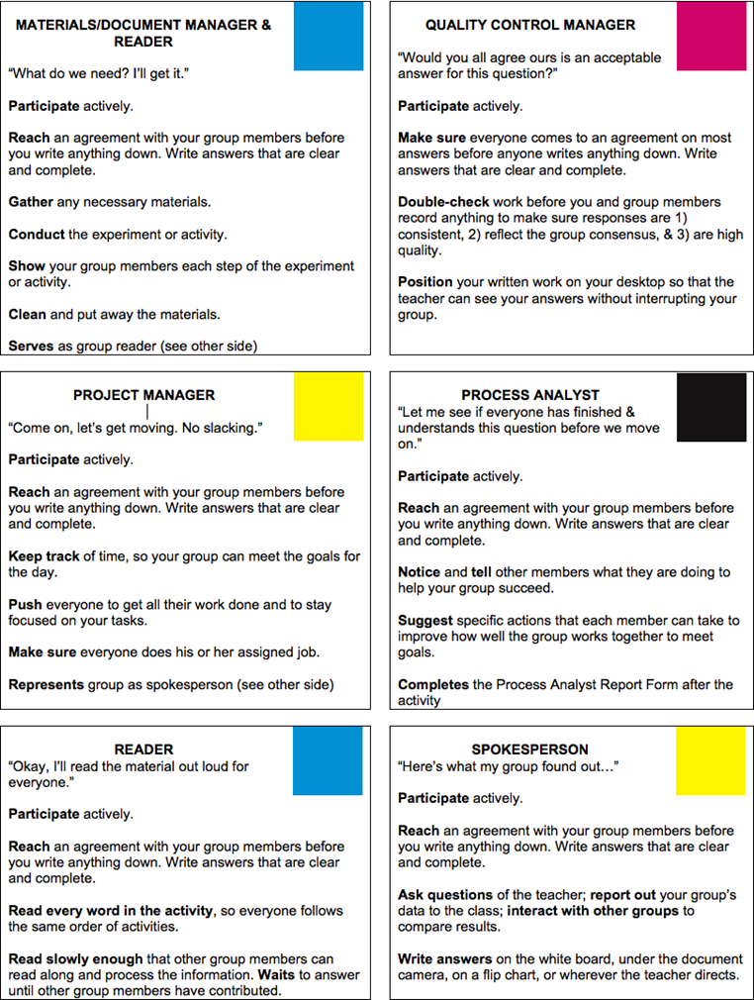 MATERIALS/DOCUMENT MANAGER &
READER
“What do we need? I’ll get it.”
Participate actively.
Reach an agreement with your group members before
you write anything down. Write answers that are clear
and complete.
Gather any necessary materials.
Conduct the experiment or activity.
Show your group members each step of the experiment
or activity.
Clean and put away the materials.
Serves as group reader (see other side)
QUALITY CONTROL MANAGER
“Would you all agree ours is an acceptable
answer for this question?”
Participate actively.
Make sure everyone comes to an agreement on most
answers before anyone writes anything down. Write
answers that are clear and complete.
Double-check work before you and group members
record anything to make sure responses are 1)
consistent, 2) reflect the group consensus, & 3) are high
quality.
Position your written work on your desktop so that the
teacher can see your answers without interrupting your
group.
PROJECT MANAGER
“Come on, let’s get moving. No slacking.”
Participate actively.
Reach an agreement with your group members before
you write anything down. Write answers that are clear
and complete.
Keep track of time, so your group can meet the goals for
the day.
Push everyone to get all their work done and to stay
focused on your tasks.
Make sure everyone does his or her assigned job.
Represents group as spokesperson (see other side)
PROCESS ANALYST
“Let me see if everyone has finished &
understands this question before we move
on.”
Participate actively.
Reach an agreement with your group members before
you write anything down. Write answers that are clear
and complete.
Notice and tell other members what they are doing to
help your group succeed.
Suggest specific actions that each member can take to
improve how well the group works together to meet
goals.
Completes the Process Analyst Report Form after the
activity
READER
“Okay, I’ll read the material out loud for
everyone.”
Participate actively.
Reach an agreement with your group members before
you write anything down. Write answers that are clear
and complete.
Read every word in the activity, so everyone follows
the same order of activities.
Read slowly enough that other group members can
read along and process the information. Waits to answer
until other group members have contributed.
SPOKESPERSON
“Here’s what my group found out…”
Participate actively.
Reach an agreement with your group members before
you write anything down. Write answers that are clear
and complete.
Ask questions of the teacher; report out your group’s
data to the class; interact with other groups to
compare results.
Write answers on the white board, under the document
camera, on a flip chart, or wherever the teacher directs.